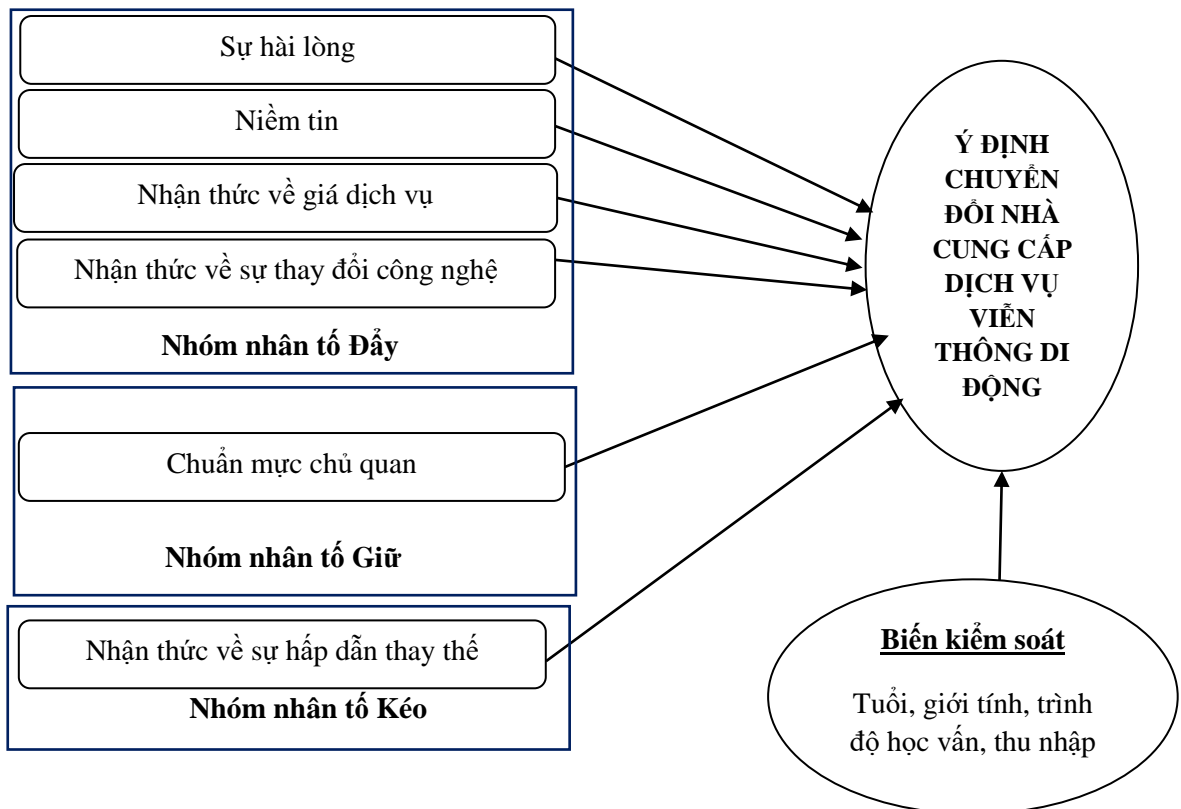 Sự hài lòng
Niềm tin
Nhận thức về giá dịch vụ
Nhận thức về sự thay đổi công nghệ
Nhóm nhân tố Đẩy
Chuẩn mực chủ quan
Nhóm nhân tố Giữ
Nhận thức về sự hấp dẫn thay thế
Nhóm nhân tố Kéo
Ý ĐỊNH
CHUYỂN
ĐỔI NHÀ
CUNG CẤP
DỊCH VỤ
VIỄN
THÔNG DI
ĐỘNG
Biến kiểm soát
Tuổi, giới tính, trình
độ học vấn, thu nhập